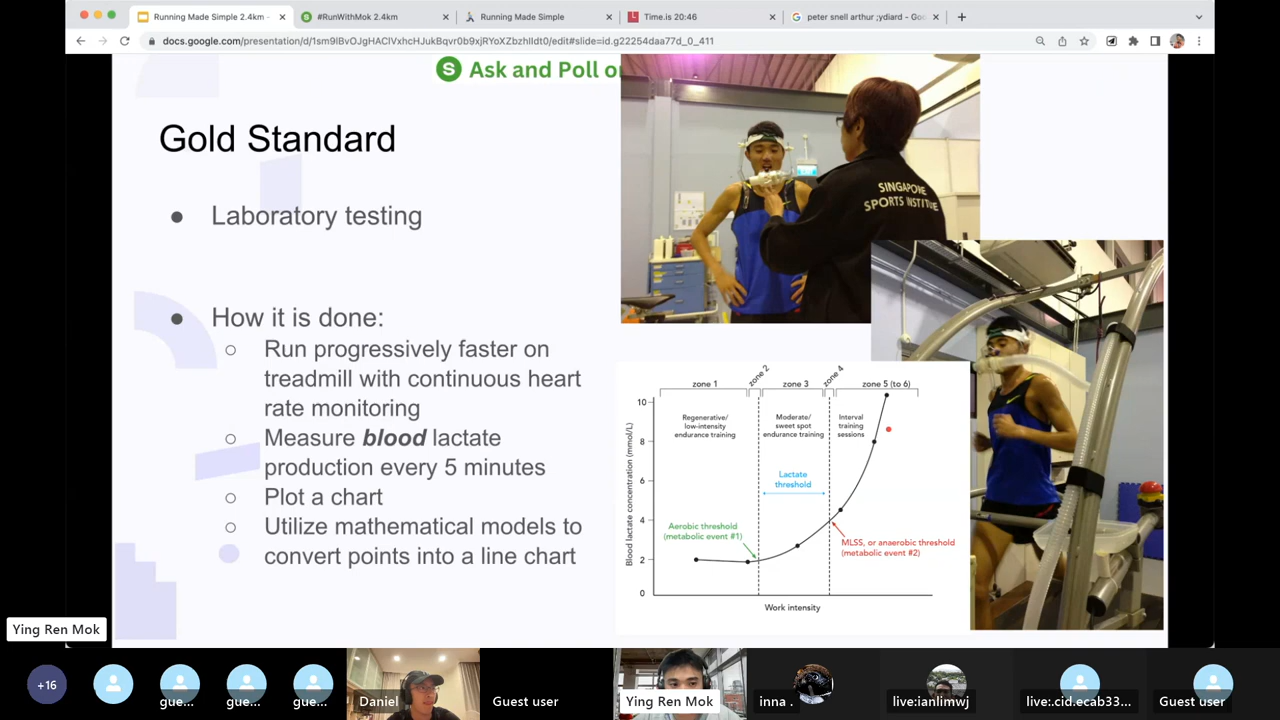 Running Made Simple 2.4km -
#RunWithMok 2.4km
Running Made Simple
Time.is 20:46
peter snell arthur ;ydiard - Go
docs.google.com/presentation/d/1sm9lBvOJgHAClVxhcHJukBqvr0b9xjRYoXZbzhlIdt0/edit#slide=id.g22254daa77d_0_411
Ask and Poll o
Gold Standard
Laboratory testing
How it is done:
Run progressively faster on
treadmill with continuous heart
rate monitoring
Measure blood lactate
production every 5 minutes
Plot a chart
Utilize mathematical models to
convert points into a line chart
SINGAPORE
SPORTS INSTITUTE
zone 1
zone 2
zone 3
zone 4
zone 5 (to 6)
Regenerative/
low-intensity
endurance training
Moderate/
sweet spot
endurance training
Interval
training
sessions
Lactate
threshold
Aerobic threshold
(metabolic event #1)
MLSS, or anaerobic threshold
(metabolic event #2)
Blood lactate concentration (mmol/L)
10
8
6
4
2
0
Work intensity
Ying Ren Mok
+16
gue...
gue...
gue...
gue...
Daniel
Guest user
Ying Ren Mok
inna .
live:ianlimwj
live:.cid.ecab33...
Guest user